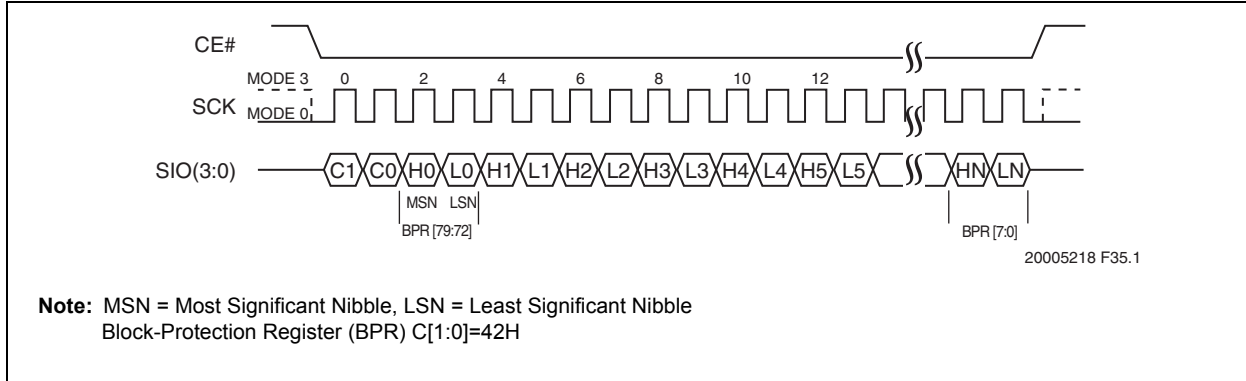 CE#
MODE 3 0 2 4 6 8 10 12
SCK MODE 0
SIO(3:0) C1 C0 H0 L0 H1 L1 H2 L2 H3 L3 H4 L4 H5 L5 HN LN
MSN LSN
BPR [79:72] BPR [7:0]
20005218 F35.1
Note: MSN = Most Significant Nibble, LSN = Least Significant Nibble
Block-Protection Register (BPR) C[1:0]=42H